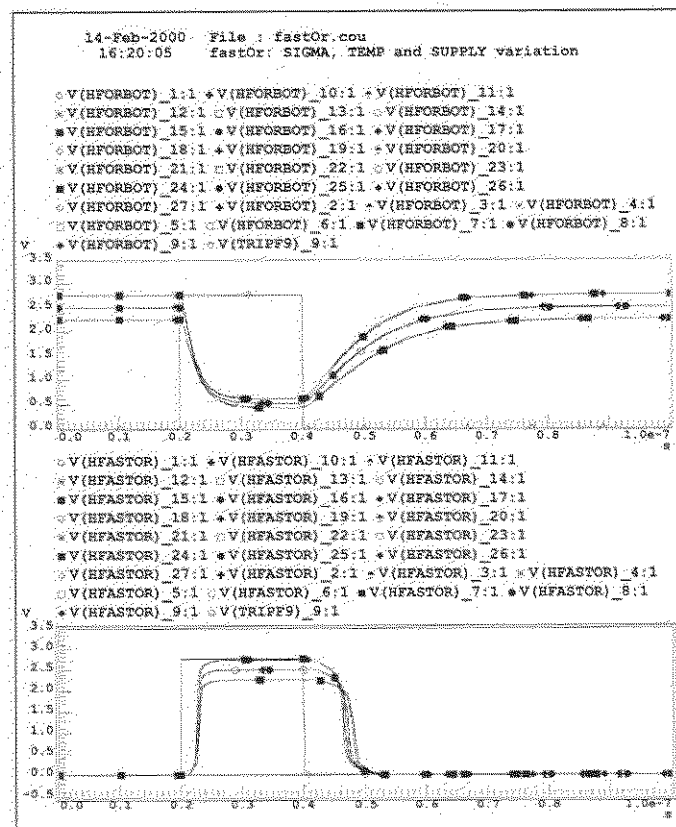 14-Feb-2000 File : fastOr.cou
16:20:05 fastOr: SIGMA, TEMP and SUPPLY variation
V(HFORBOT)_1:1 V(HFORBOT)_10:1 V(HFORBOT)_11:1
V(HFORBOT)_12:1 V(HFORBOT)_13:1 V(HFORBOT)_14:1
V(HFORBOT)_15:1 V(HFORBOT)_16:1 V(HFORBOT)_17:1
V(HFORBOT)_18:1 V(HFORBOT)_19:1 V(HFORBOT)_20:1
V(HFORBOT)_21:1 V(HFORBOT)_22:1 V(HFORBOT)_23:1
V(HFORBOT)_24:1 V(HFORBOT)_25:1 V(HFORBOT)_26:1
V(HFORBOT)_27:1 V(HFORBOT)_2:1 V(HFORBOT)_3:1 V(HFORBOT)_4:1
V(HFORBOT)_5:1 V(HFORBOT)_6:1 V(HFORBOT)_7:1 V(HFORBOT)_8:1
V V(HFORBOT)_9:1 V(TRIPF9)_9:1
3.5
3.0
2.5
2.0
1.5
1.0
0.5
0.0
0.0 0.1 0.2 0.3 0.4 0.5 0.6 0.7 0.8 1.0e-7
s
V(HFASTOR)_1:1 V(HFASTOR)_10:1 V(HFASTOR)_11:1
V(HFASTOR)_12:1 V(HFASTOR)_13:1 V(HFASTOR)_14:1
V(HFASTOR)_15:1 V(HFASTOR)_16:1 V(HFASTOR)_17:1
V(HFASTOR)_18:1 V(HFASTOR)_19:1 V(HFASTOR)_20:1
V(HFASTOR)_21:1 V(HFASTOR)_22:1 V(HFASTOR)_23:1
V(HFASTOR)_24:1 V(HFASTOR)_25:1 V(HFASTOR)_26:1
V(HFASTOR)_27:1 V(HFASTOR)_2:1 V(HFASTOR)_3:1 V(HFASTOR)_4:1
V(HFASTOR)_5:1 V(HFASTOR)_6:1 V(HFASTOR)_7:1 V(HFASTOR)_8:1
V V(HFASTOR)_9:1 V(TRIPF9)_9:1
3.5
3.0
2.5
2.0
1.5
1.0
0.5
0.0
-0.5
0.0 0.1 0.2 0.3 0.4 0.5 0.6 0.7 0.8 1.0e-7
s